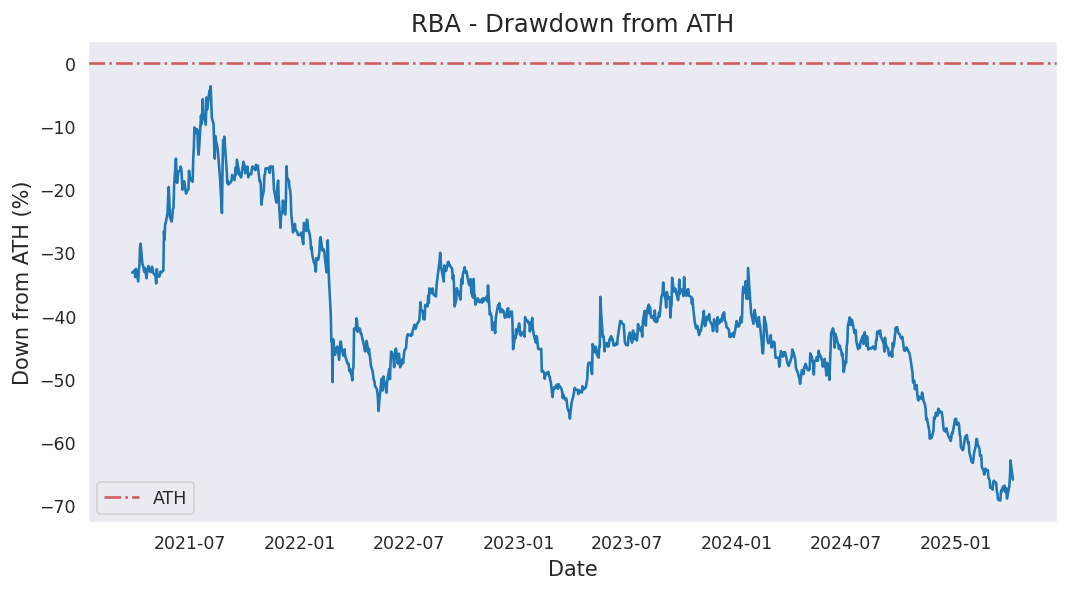 RBA - Drawdown from ATH
Down from ATH (%)
0
−10
−20
−30
−40
−50
−60
−70
ATH
2021-07 2022-01 2022-07 2023-01 2023-07 2024-01 2024-07 2025-01
Date